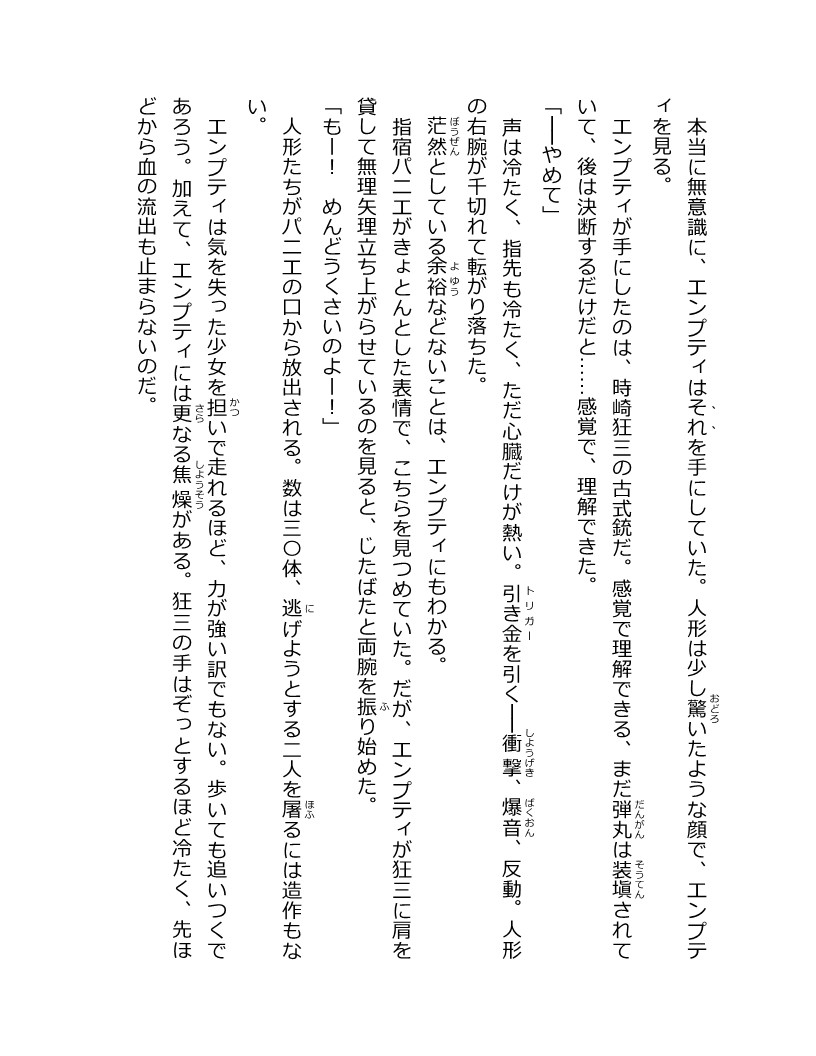 本当に無意識に、エンプティはそれを手にしていた。人形は少し驚いたような顔で、エンプテ
ィを見る。
エンプティが手にしたのは、時崎狂三の古式銃だ。感覚で理解できる、まだ弾丸は装塡されて
いて、後は決断するだけだと……感覚で、理解できた。
「──やめて」
声は冷たく、指先も冷たく、ただ心臓だけが熱い。引き金を引く──衝撃、爆音、反動。人形
の右腕が千切れて転がり落ちた。
茫然としている余裕などないことは、エンプティにもわかる。
指宿パニエがきょとんとした表情で、こちらを見つめていた。だが、エンプティが狂三に肩を
貸して無理矢理立ち上がらせているのを見ると、じたばたと両腕を振り始めた。
「もー！　めんどうくさいのよー！」
人形たちがパニエの口から放出される。数は三〇体、逃げようとする二人を屠るには造作もな
い。
エンプティは気を失った少女を担いで走れるほど、力が強い訳でもない。歩いても追いつくで
あろう。加えて、エンプティには更なる焦燥がある。狂三の手はぞっとするほど冷たく、先ほ
どから血の流出も止まらないのだ。